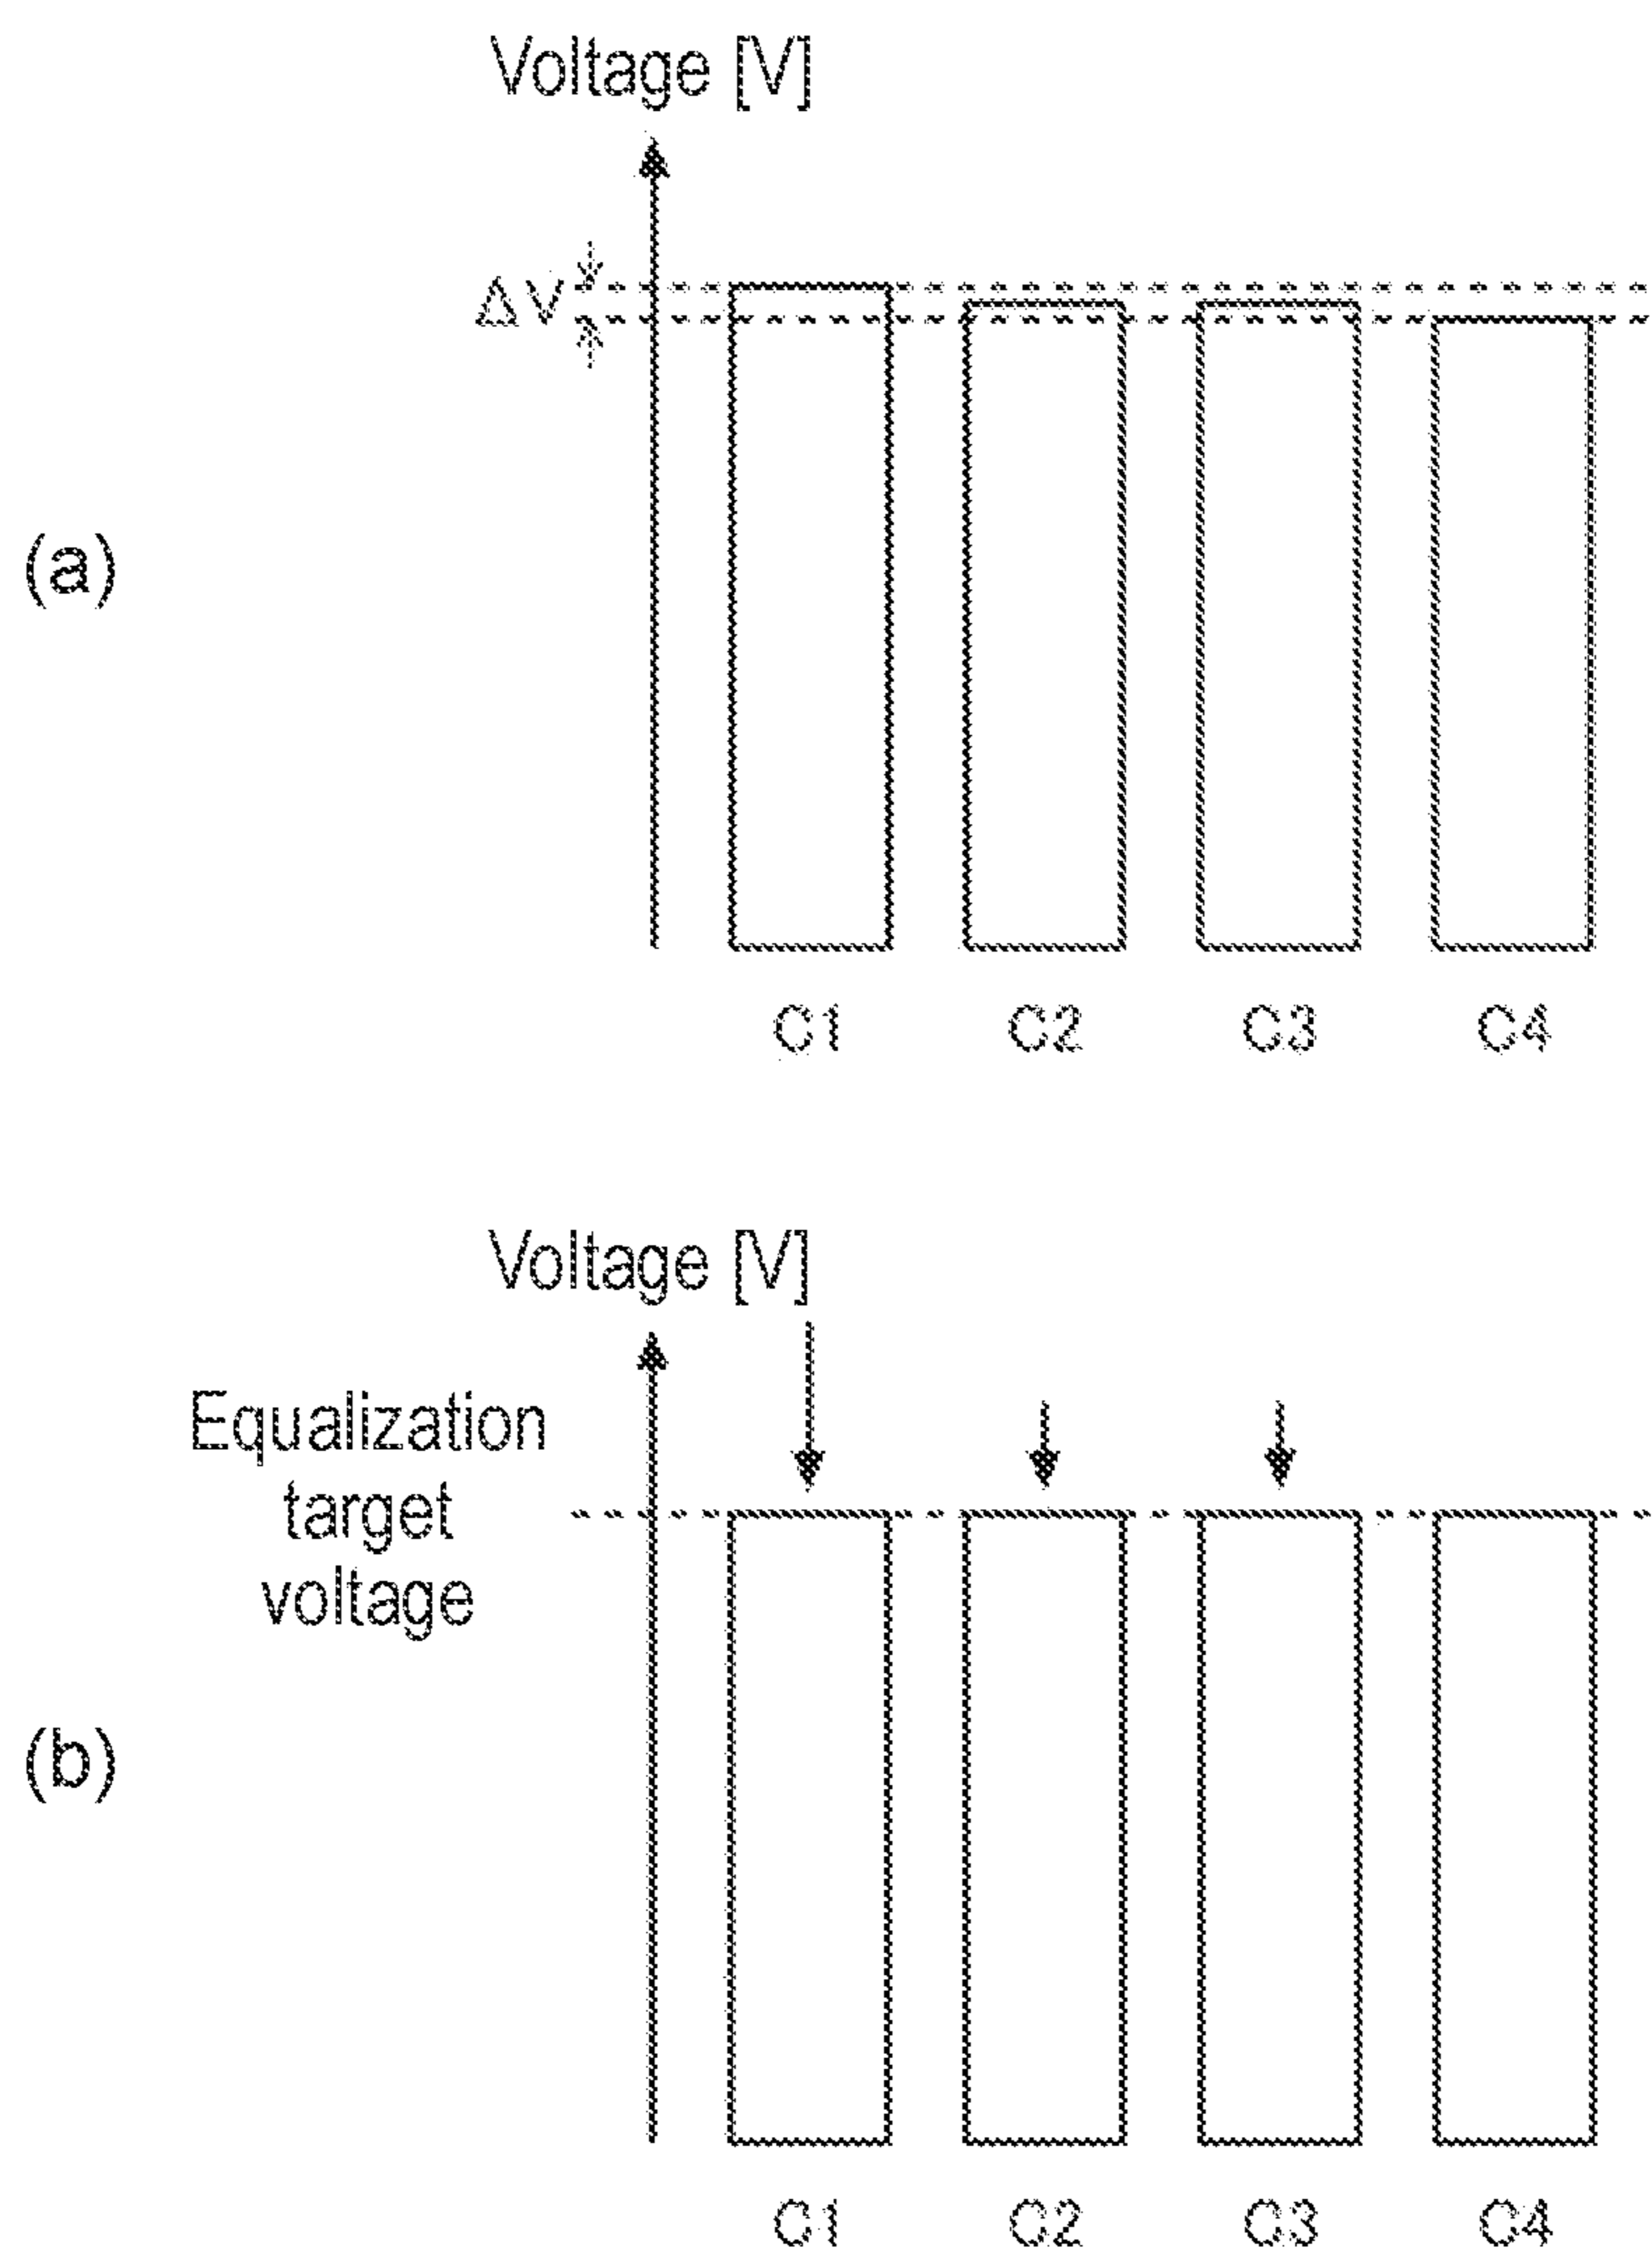 Voltage [V]
ΔV
(a)
C1 C2 C3 C4
Voltage [V]
Equalization
target
voltage
(b)
C1 C2 C3 C4